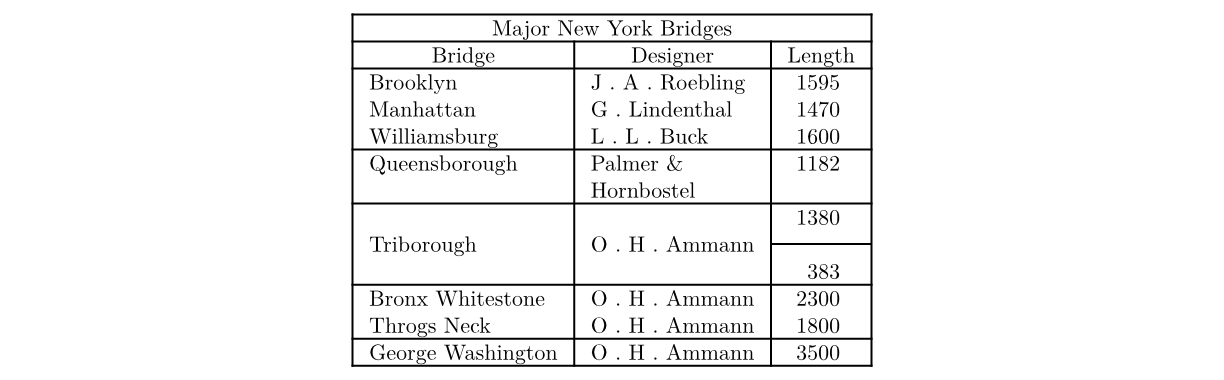 Major New York Bridges
Bridge Designer Length
Brooklyn J . A . Roebling 1595
Manhattan G . Lindenthal 1470
Williamsburg L . L . Buck 1600
Queensborough Palmer & 1182
Hornbostel
1380
Triborough O . H . Ammann
383
Bronx Whitestone O . H . Ammann 2300
Throgs Neck O . H . Ammann 1800
George Washington O . H . Ammann 3500